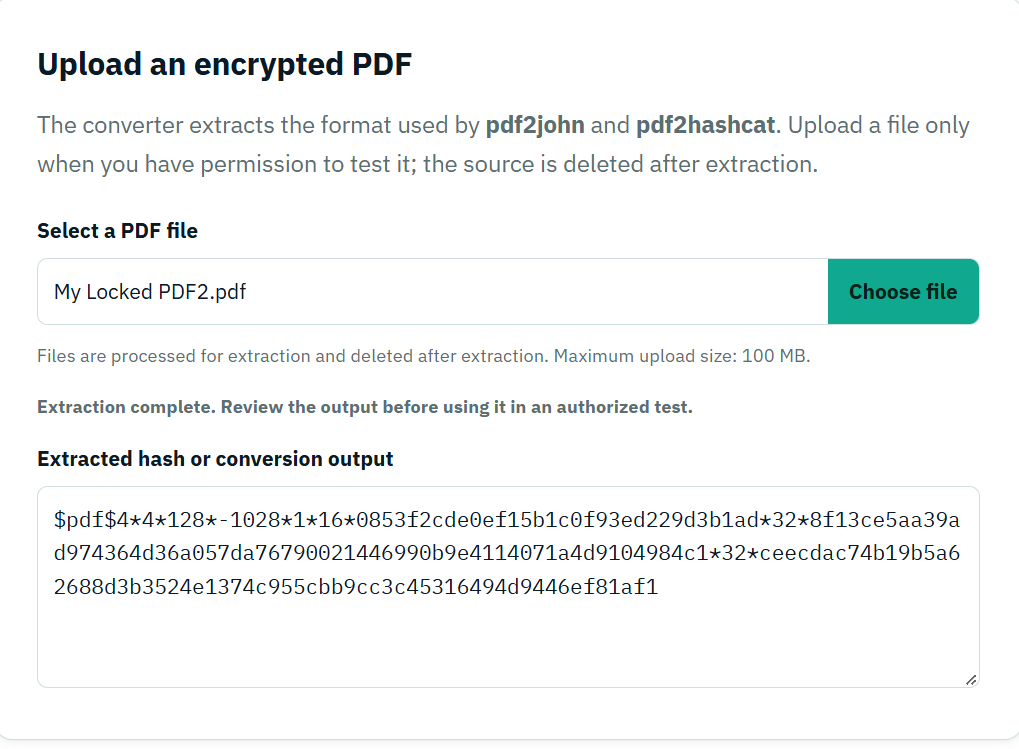 Upload an encrypted PDF
The converter extracts the format used by pdf2john and pdf2hashcat. Upload a file only
when you have permission to test it; the source is deleted after extraction.
Select a PDF file
My Locked PDF2.pdf
Choose file
Files are processed for extraction and deleted after extraction. Maximum upload size: 100 MB.
Extraction complete. Review the output before using it in an authorized test.
Extracted hash or conversion output
$pdf$4*4*128*-1028*1*16*0853f2cde0ef15b1c0f93ed229d3b1ad*32*8f13ce5aa39a
d974364d36a057da76790021446990b9e4114071a4d9104984c1*32*ceecdac74b19b5a6
2688d3b3524e1374c955cbb9cc3c45316494d9446ef81af1